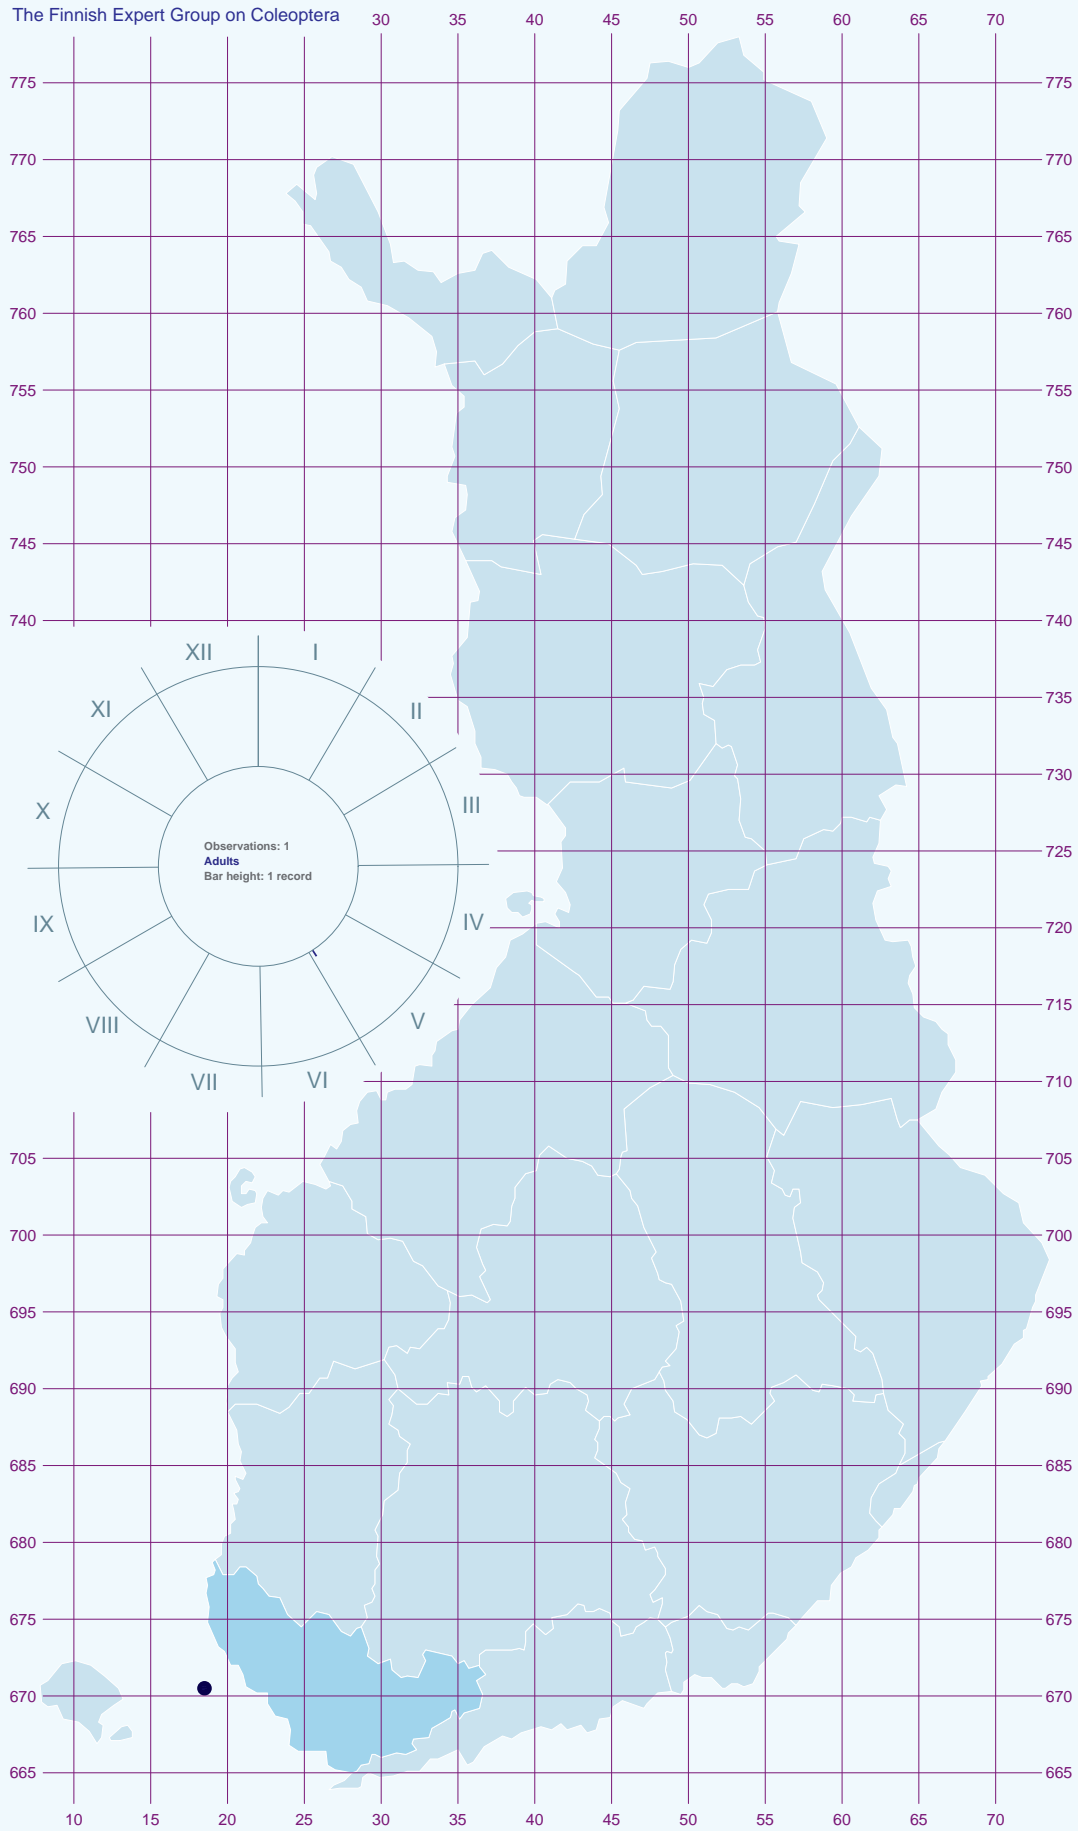 The Finnish Expert Group on Coleoptera 30 35 40 45 50 55 60 65 70
775 775
770 770
765 765
760 760
755 755
750 750
745 745
740 740
XII I
XI II
735
730
X III
725
Observations: 1
Adults
Bar height: 1 record
IX IV
720
VIII V
715
VII VI
710
705 705
700 700
695 695
690 690
685 685
680 680
675 675
670 670
665 665
10 15 20 25 30 35 40 45 50 55 60 65 70